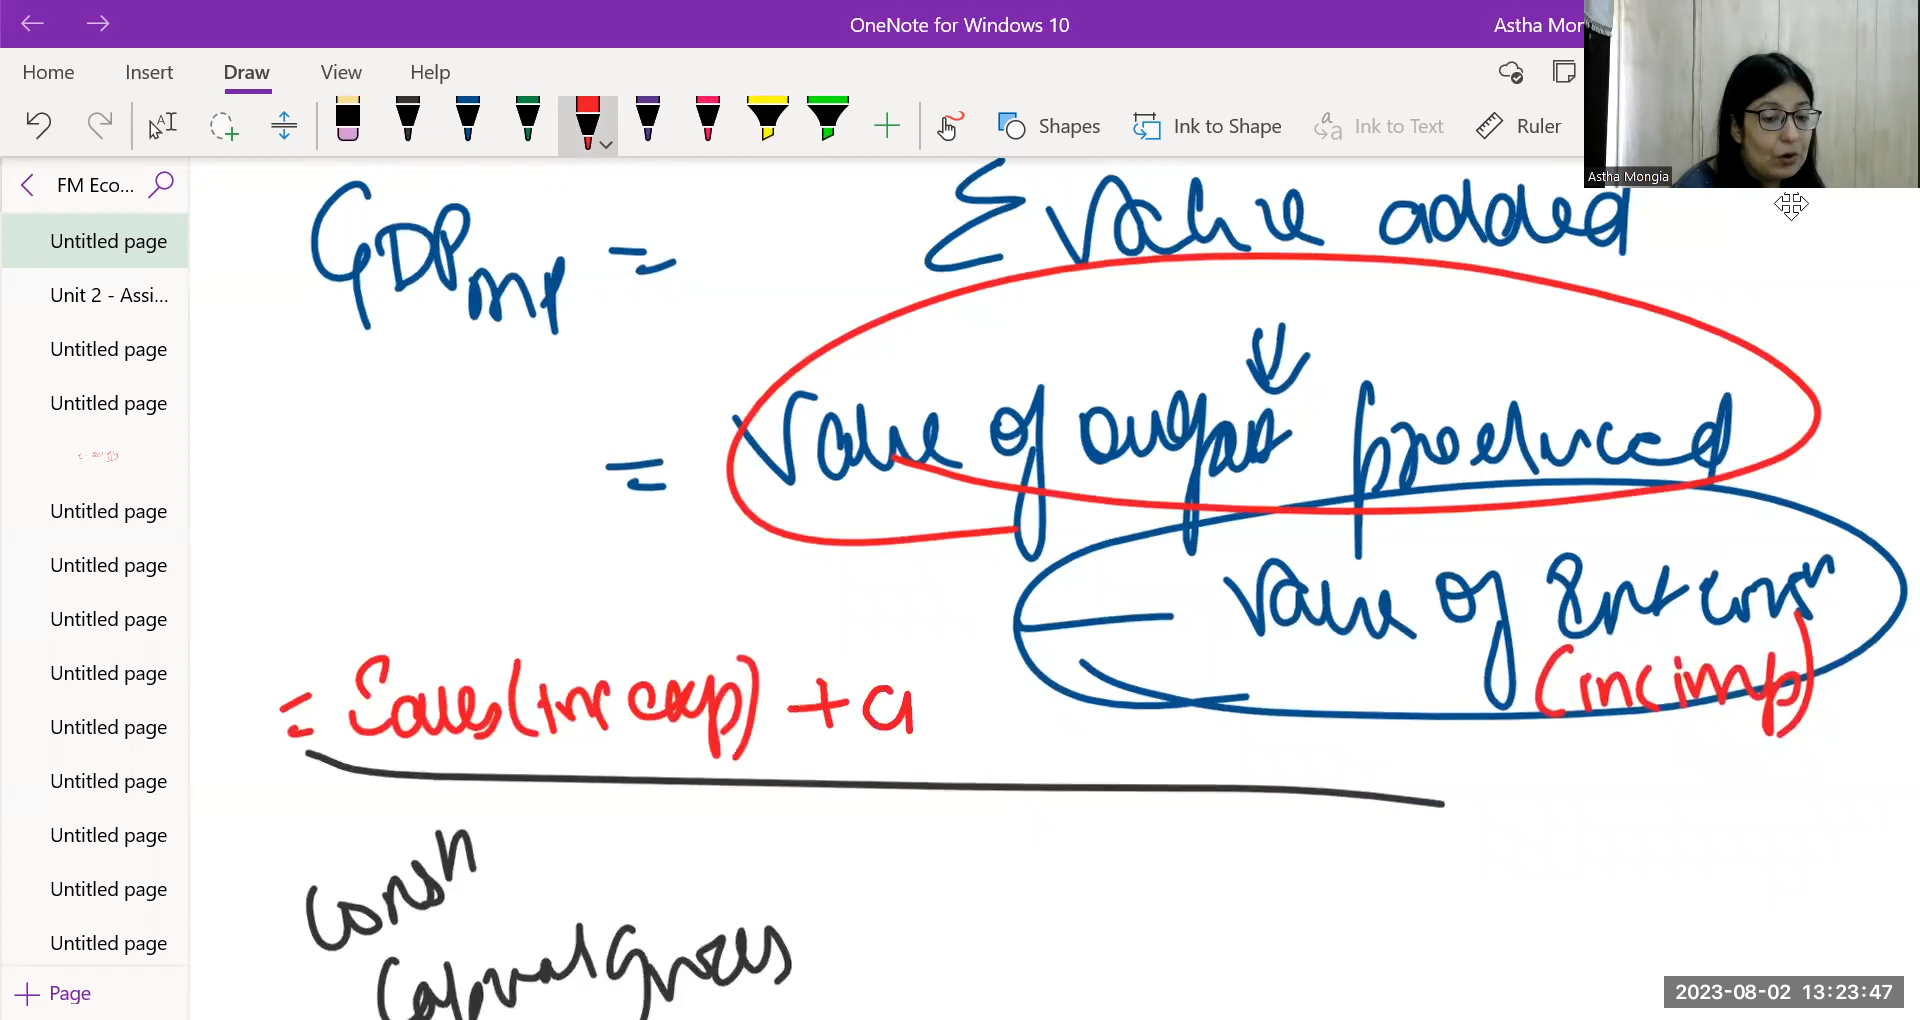 OneNote for Windows 10
Astha Mon
Home Insert Draw View Help
Shapes Ink to Shape Ink to Text Ruler
Astha Mongia
FM Eco...
Untitled page
Unit 2 - Assi...
Untitled page
Untitled page
Untitled page
Untitled page
Untitled page
Untitled page
Untitled page
Untitled page
Untitled page
Untitled page
Untitled page
Page
GDPmp = Σ Value added
↓
= Value of output produced
- Value of Int consn
(inc imp)
= Sales (inc exp) + a
Consn
Capital Goods
2023-08-02 13:23:47